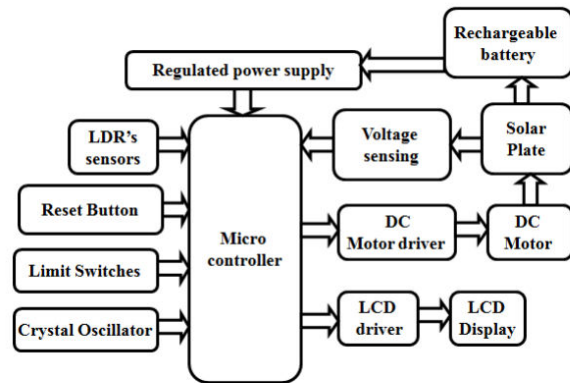 Rechargeable
battery
Regulated power supply
LDR's
sensors
Voltage
sensing
Solar
Plate
Reset Button
Micro
controller
DC
Motor driver
DC
Motor
Limit Switches
Crystal Oscillator
LCD
driver
LCD
Display